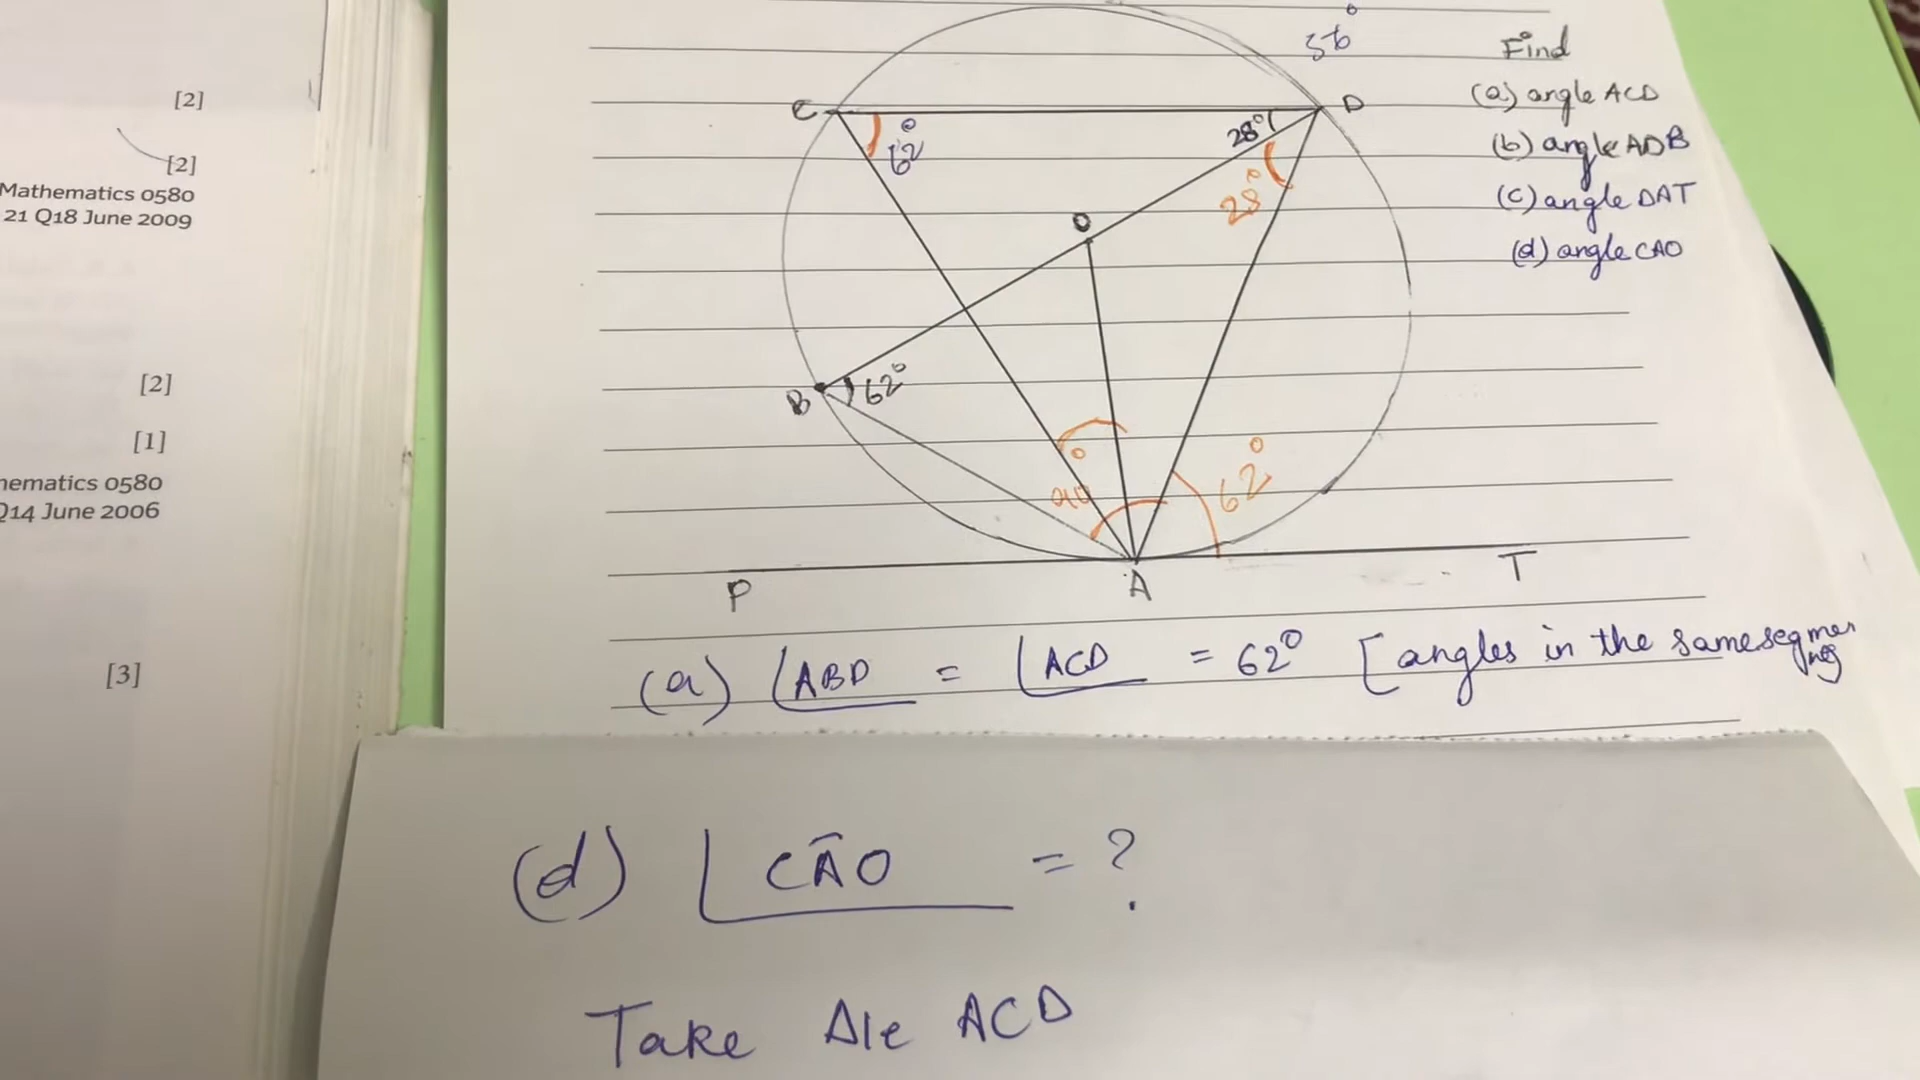 [2]
[2]
Mathematics 0580
21 Q18 June 2009
[2]
[1]
hematics 0580
Q14 June 2006
[3]
56°
Find
(a) angle ACD
(b) angle ADB
(c) angle DAT
(d) angle CAO
C
D
62°
28°
28°
O
B
62°
90°
62°
P
A
T
(a) ABD = ACD = 62° [angles in the same
(d) CÂO = ?
Take Δle ACD